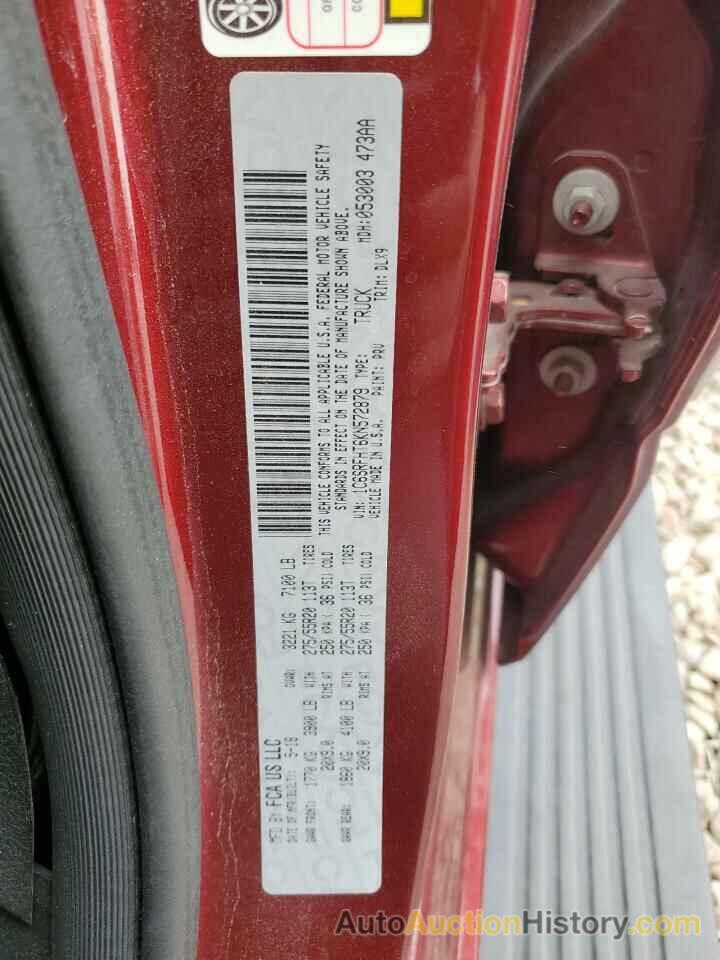 MFD BY FCA US LLC
DATE OF MFR/BUILT: 5-18 GVWR: 3221 KG 7100 LB
GAWR FRONT: 1770 KG 3900 LB WITH 275/55R20 113T TIRES
20X9.0 RIMS AT 250 KPA ( 36 PSI) COLD
GAWR REAR: 1860 KG 4100 LB WITH 275/55R20 113T TIRES
20X9.0 RIMS AT 250 KPA ( 36 PSI) COLD
THIS VEHICLE CONFORMS TO ALL APPLICABLE U.S.A. FEDERAL MOTOR VEHICLE SAFETY
STANDARDS IN EFFECT ON THE DATE OF MANUFACTURE SHOWN ABOVE.
VIN: 1C6SRFHT6KN572879 TYPE: TRUCK MDH:053003 473AA
VEHICLE MADE IN U.S.A. PAINT: PRV TRIM: DLX9
AutoAuctionHistory.com